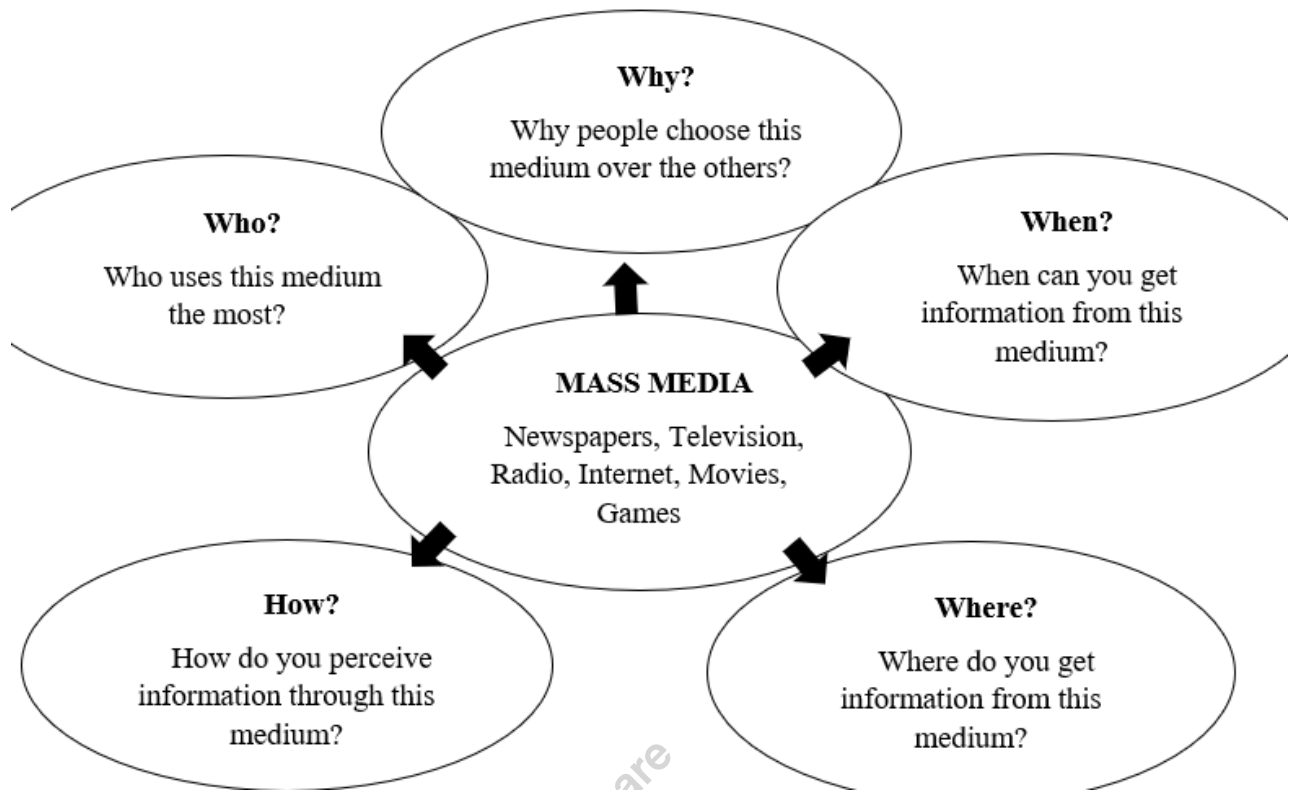 Why?
Why people choose this
medium over the others?
Who?
Who uses this medium
the most?
When?
When can you get
information from this
medium?
MASS MEDIA
Newspapers, Television,
Radio, Internet, Movies,
Games
How?
How do you perceive
information through this
medium?
Where?
Where do you get
information from this
medium?
are